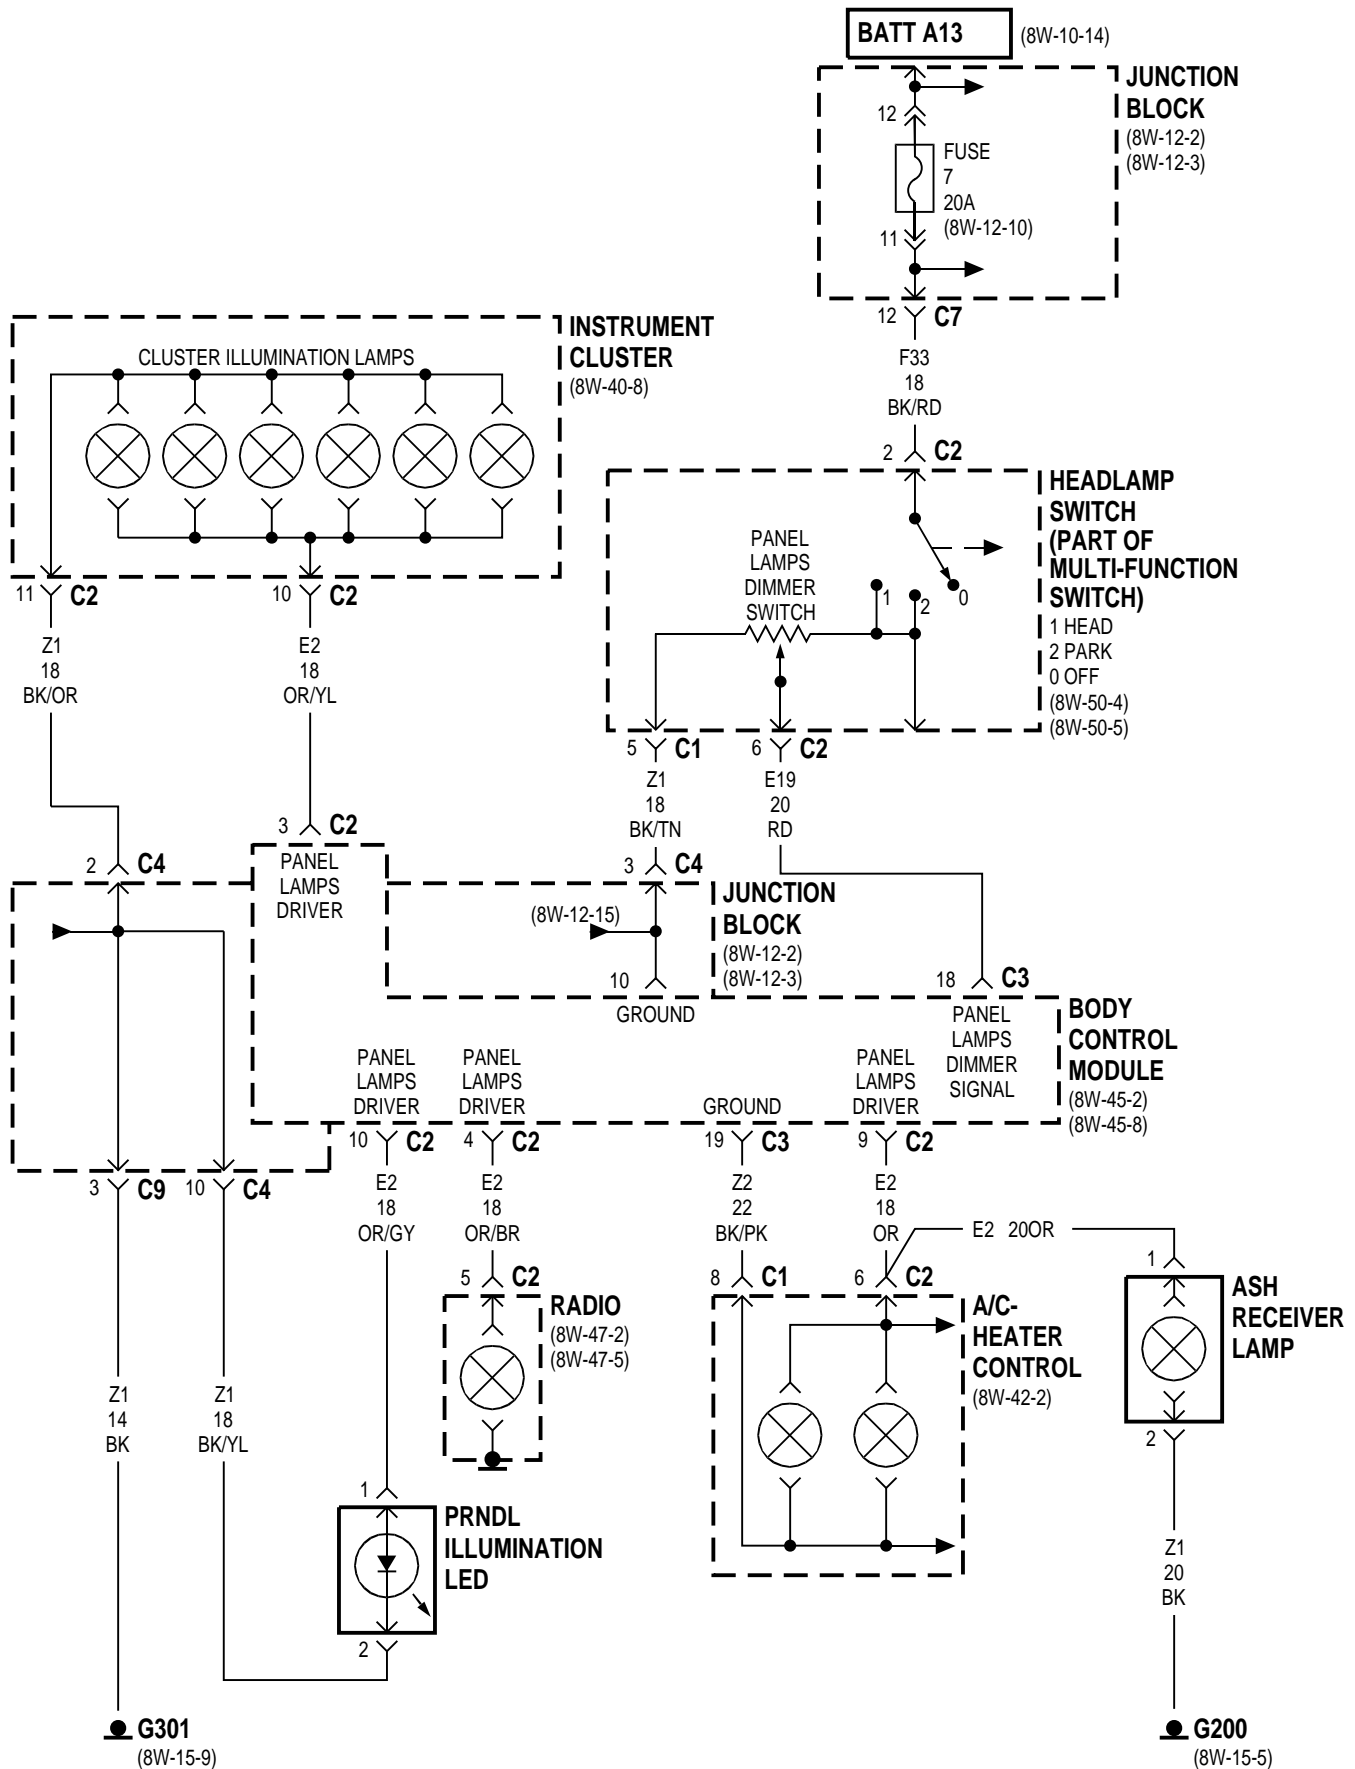 BATT A13
(8W-10-14)
JUNCTION
BLOCK
(8W-12-2)
(8W-12-3)
12
FUSE
7
20A
(8W-12-10)
11
12
C7
F33
18
BK/RD
2
C2
INSTRUMENT
CLUSTER
(8W-40-8)
CLUSTER ILLUMINATION LAMPS
11
C2
10
C2
Z1
18
BK/OR
E2
18
OR/YL
HEADLAMP
SWITCH
(PART OF
MULTI-FUNCTION
SWITCH)
1 HEAD
2 PARK
0 OFF
(8W-50-4)
(8W-50-5)
PANEL
LAMPS
DIMMER
SWITCH
1
2
0
5
C1
6
C2
Z1
18
BK/TN
E19
20
RD
3
C2
2
C4
3
C4
PANEL
LAMPS
DRIVER
(8W-12-15)
JUNCTION
BLOCK
(8W-12-2)
(8W-12-3)
10
GROUND
18
C3
PANEL
LAMPS
DIMMER
SIGNAL
BODY
CONTROL
MODULE
(8W-45-2)
(8W-45-8)
PANEL
LAMPS
DRIVER
PANEL
LAMPS
DRIVER
GROUND
PANEL
LAMPS
DRIVER
10
C2
4
C2
19
C3
9
C2
3
C9
10
C4
E2
18
OR/GY
E2
18
OR/BR
Z2
22
BK/PK
E2
18
OR
E2 20OR
5
C2
8
C1
6
C2
1
RADIO
(8W-47-2)
(8W-47-5)
A/C-
HEATER
CONTROL
(8W-42-2)
ASH
RECEIVER
LAMP
2
Z1
14
BK
Z1
18
BK/YL
1
PRNDL
ILLUMINATION
LED
2
Z1
20
BK
G301
(8W-15-9)
G200
(8W-15-5)